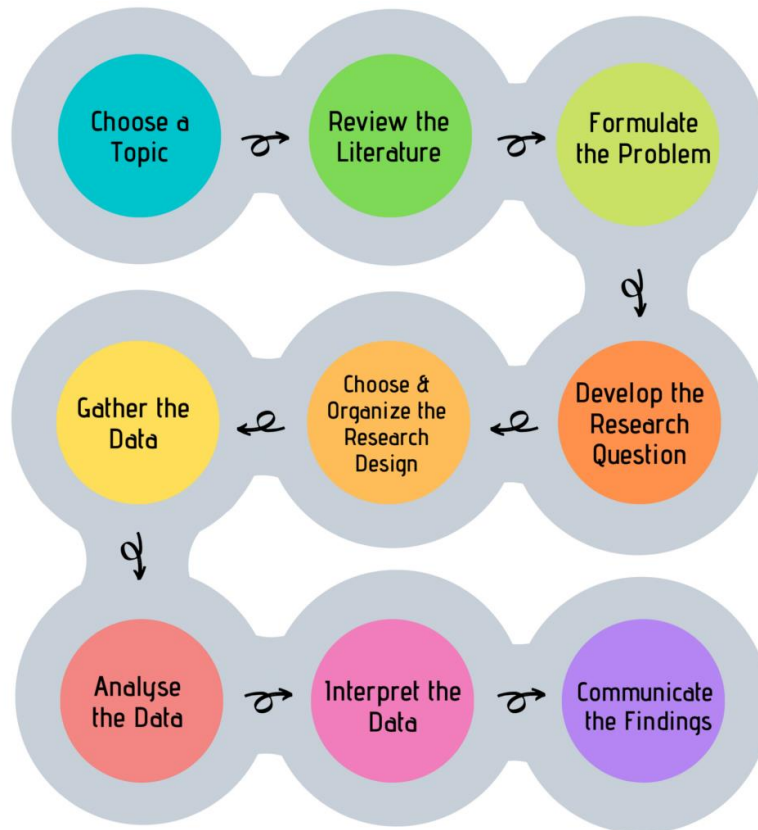 Choose a
Topic
Review the
Literature
Formulate
the Problem
Develop the
Research
Question
Choose &
Organize the
Research
Design
Gather the
Data
Analyse
the Data
Interpret the
Data
Communicate
the Findings